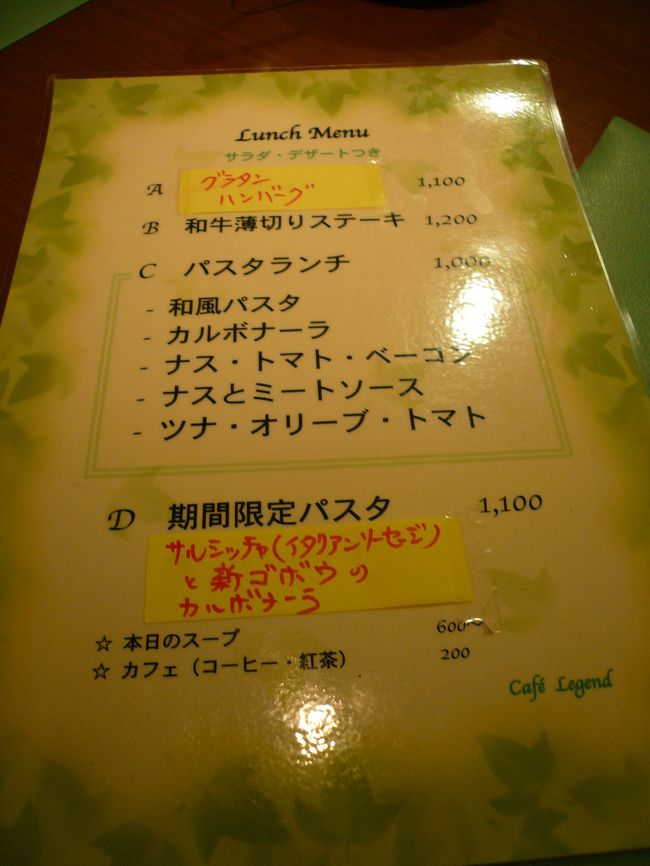 Lunch Menu
サラダ・デザートつき
A グラタン 1,100
ハンバーグ
B 和牛薄切りステーキ 1,200
C パスタランチ 1,000
- 和風パスタ
- カルボナーラ
- ナス・トマト・ベーコン
- ナスとミートソース
- ツナ・オリーブ・トマト
D 期間限定パスタ 1,100
サルシッチャ(イタリアンソーセージ)
と新ゴボウの
カルボナーラ
☆ 本日のスープ 600~
☆ カフェ(コーヒー・紅茶) 200
Café Legend